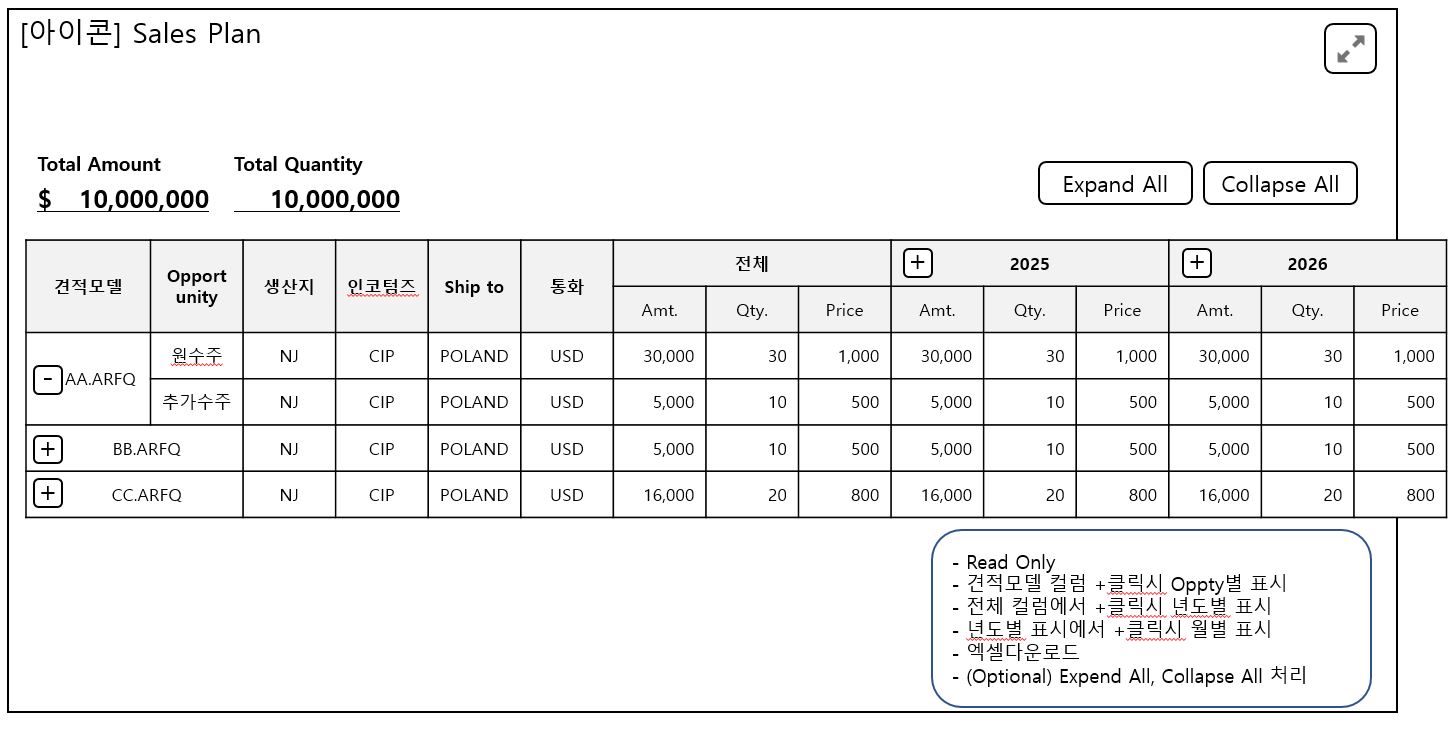 [아이콘] Sales Plan
Total Amount Total Quantity
$ 10,000,000 10,000,000
Expand All Collapse All
견적모델 Opport unity 생산지 인코텀즈 Ship to 통화 전체 + 2025 + 2026
Amt. Qty. Price Amt. Qty. Price Amt. Qty. Price
- AA.ARFQ 원수주 NJ CIP POLAND USD 30,000 30 1,000 30,000 30 1,000 30,000 30 1,000
추가수주 NJ CIP POLAND USD 5,000 10 500 5,000 10 500 5,000 10 500
+ BB.ARFQ NJ CIP POLAND USD 5,000 10 500 5,000 10 500 5,000 10 500
+ CC.ARFQ NJ CIP POLAND USD 16,000 20 800 16,000 20 800 16,000 20 800
- Read Only
- 견적모델 컬럼 +클릭시 Oppty별 표시
- 전체 컬럼에서 +클릭시 년도별 표시
- 년도별 표시에서 +클릭시 월별 표시
- 엑셀다운로드
- (Optional) Expend All, Collapse All 처리